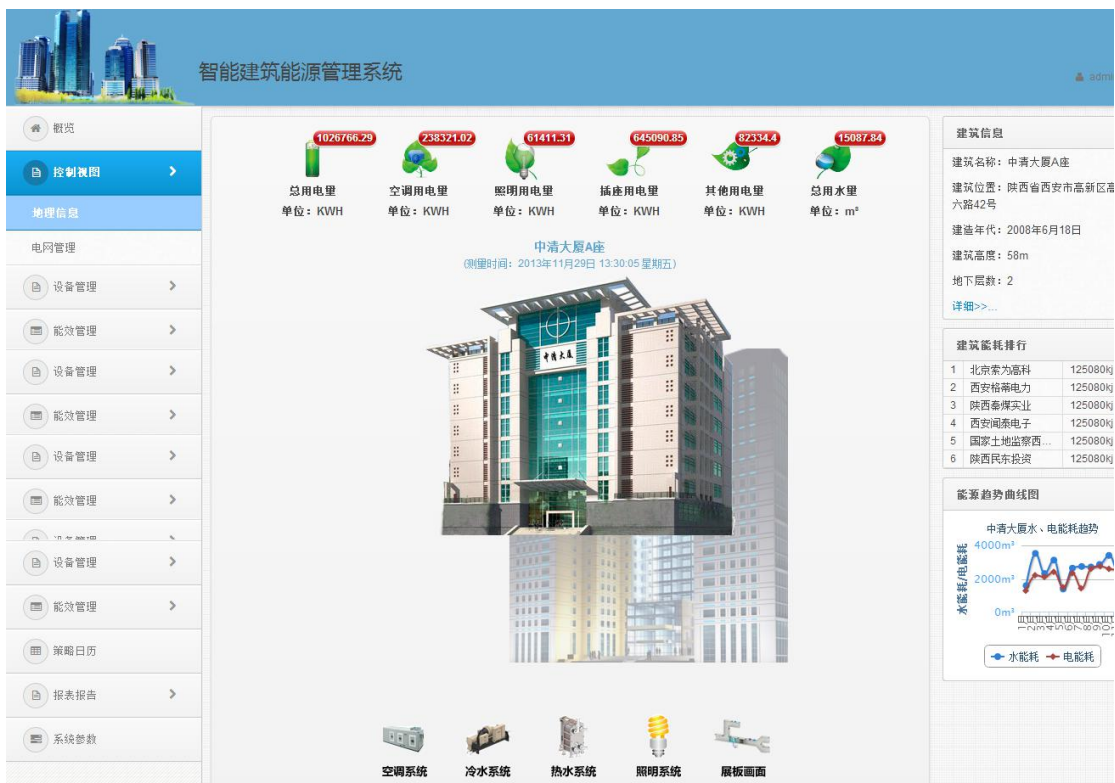 智能建筑能源管理系统
概览
控制视图
地理信息
电网管理
设备管理
能效管理
设备管理
能效管理
设备管理
能效管理
设备管理
能效管理
策略日历
报表报告
系统参数
1026766.29
238321.02
61411.31
645090.85
82334.4
15087.84
总用电量
空调用电量
照明用电量
插座用电量
其他用电量
总用水量
单位：KWH
单位：KWH
单位：KWH
单位：KWH
单位：KWH
单位：m³
中清大厦A座
(测量时间：2013年11月29日 13:30:05 星期五)
中清大厦
空调系统
冷水系统
热水系统
照明系统
展板画面
建筑信息
建筑名称：中清大厦A座
建筑位置：陕西省西安市高新区高
六路42号
建造年代：2008年6月18日
建筑高度：58m
地下层数：2
详细>>...
建筑能耗排行
1 北京索为高科 125080kj
2 西安格蒂电力 125080kj
3 陕西秦煤实业 125080kj
4 西安闻泰电子 125080kj
5 国家土地监察西... 125080kj
6 陕西民东投资 125080kj
能源趋势曲线图
中清大厦水、电能耗趋势
水能耗/电能耗
4000m³
2000m³
0m³
水能耗
电能耗